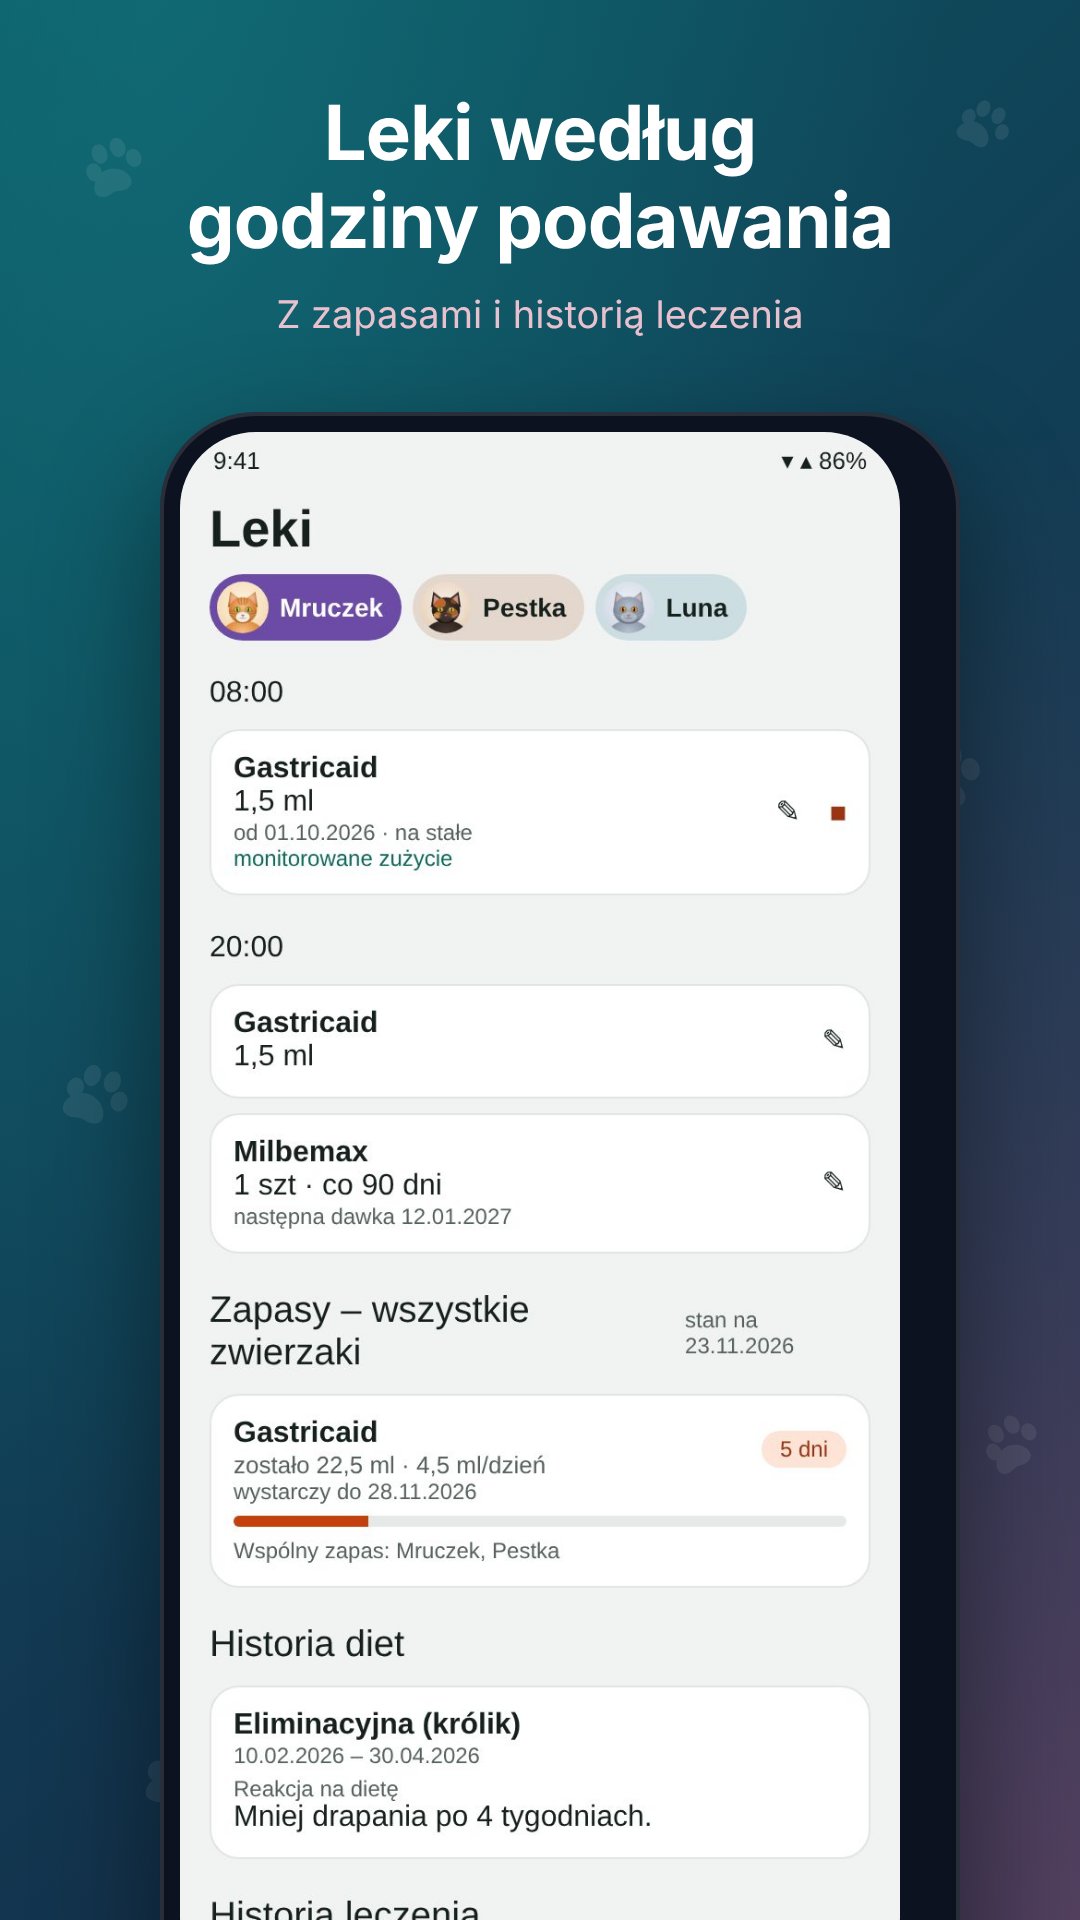 Leki według
godziny podawania
Z zapasami i historią leczenia
9:41
86%
Leki
Mruczek
Pestka
Luna
08:00
Gastricaid
1,5 ml
od 01.10.2026 · na stałe
monitorowane zużycie
20:00
Gastricaid
1,5 ml
Milbemax
1 szt · co 90 dni
następna dawka 12.01.2027
Zapasy – wszystkie
zwierzaki
stan na
23.11.2026
Gastricaid
5 dni
zostało 22,5 ml · 4,5 ml/dzień
wystarczy do 28.11.2026
Wspólny zapas: Mruczek, Pestka
Historia diet
Eliminacyjna (królik)
10.02.2026 – 30.04.2026
Reakcja na dietę
Mniej drapania po 4 tygodniach.
Historia leczenia